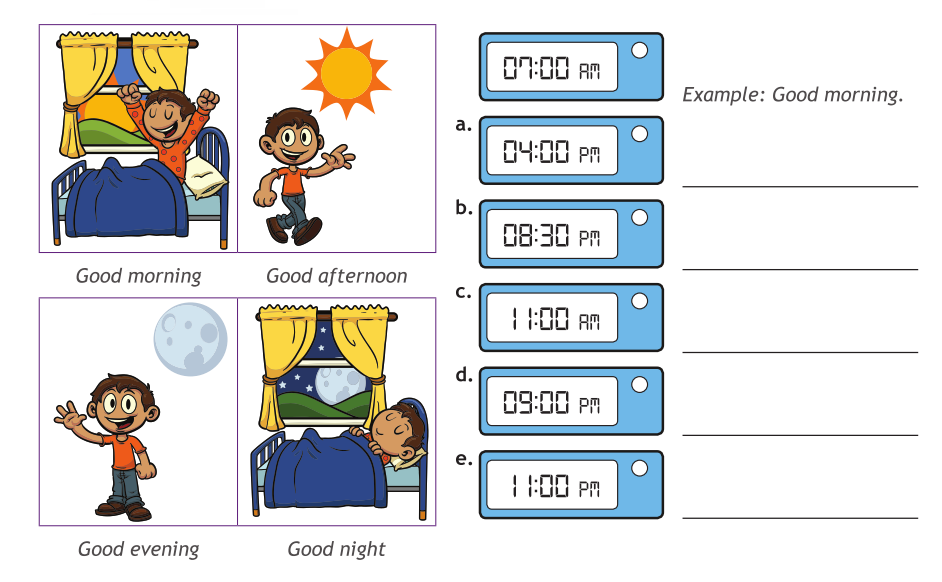 Good morning
Good afternoon
Good evening
Good night
07:00 AM
Example: Good morning.
a. 04:00 PM
b. 08:30 PM
c. 11:00 AM
d. 09:00 PM
e. 11:00 PM